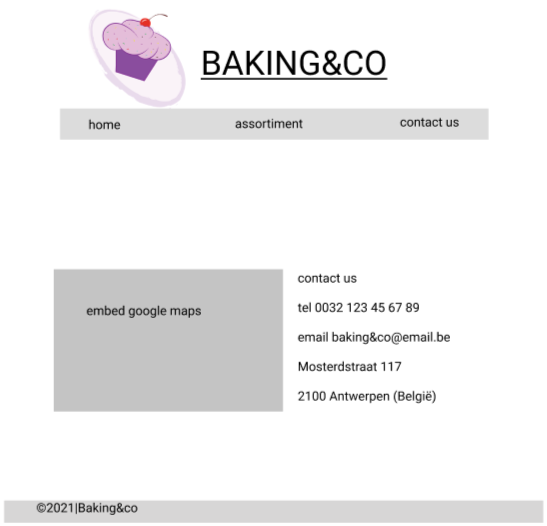 BAKING&CO
home
assortiment
contact us
embed google maps
contact us
tel 0032 123 45 67 89
email baking&co@email.be
Mosterdstraat 117
2100 Antwerpen (België)
©2021|Baking&co